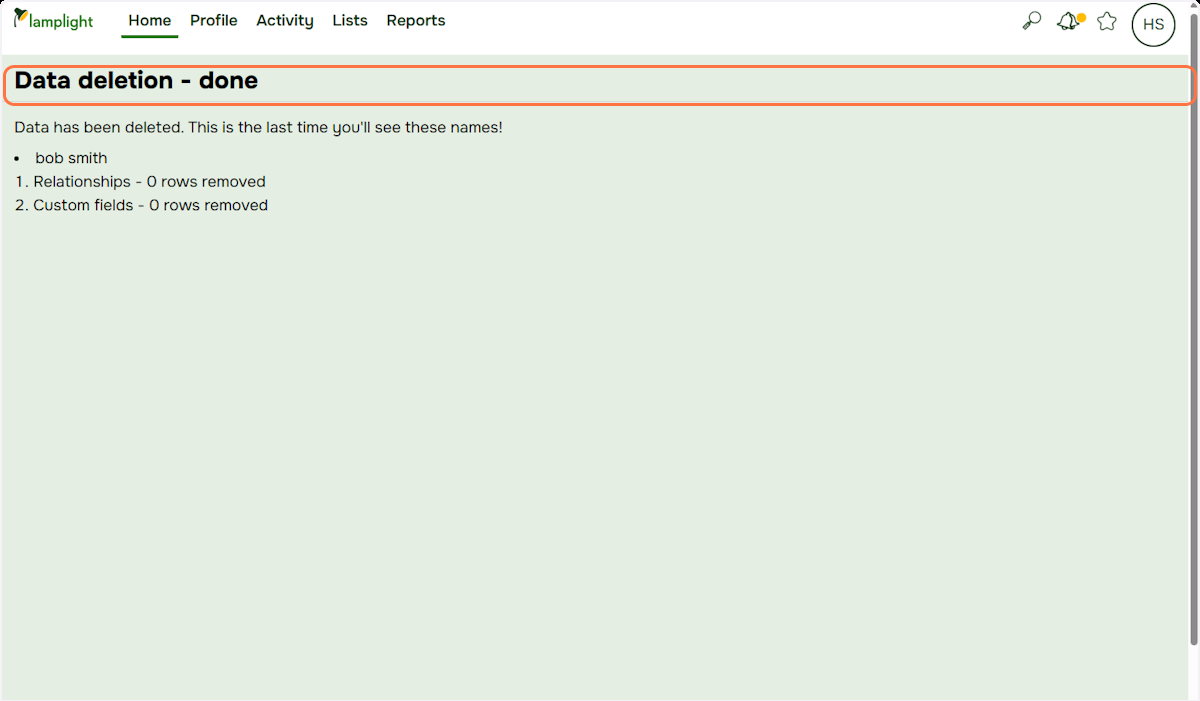 lamplight Home Profile Activity Lists Reports HS
Data deletion - done
Data has been deleted. This is the last time you'll see these names!
• bob smith
1. Relationships - 0 rows removed
2. Custom fields - 0 rows removed